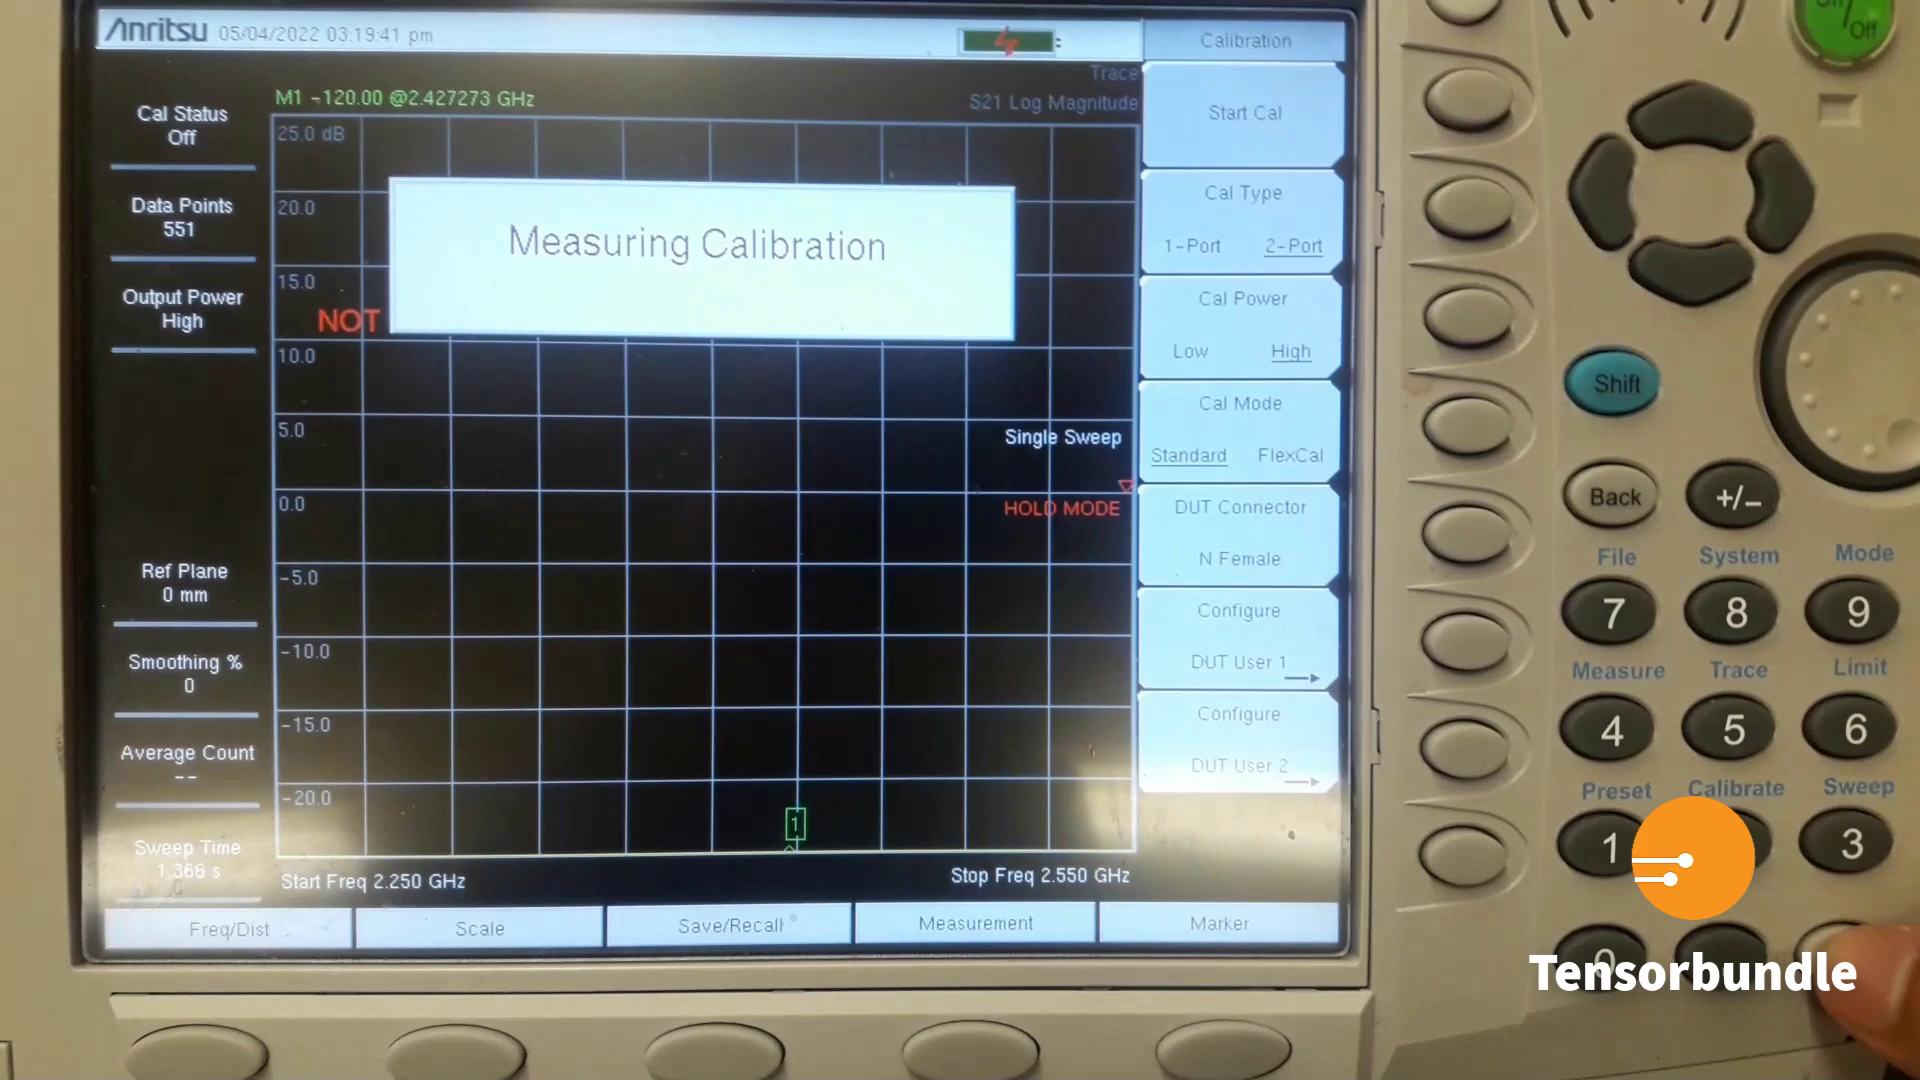 Anritsu 05/04/2022 03:19:41 pm
Calibration
On/Off
M1 -120.00 @2.427273 GHz
Trace
S21 Log Magnitude
Cal Status
Off
Data Points
551
Output Power
High
Ref Plane
0 mm
Smoothing %
0
Average Count
--
Sweep Time
1.366 s
25.0 dB
20.0
15.0
10.0
5.0
0.0
-5.0
-10.0
-15.0
-20.0
NOT
Measuring Calibration
Single Sweep
HOLD MODE
1
Start Freq 2.250 GHz
Stop Freq 2.550 GHz
Start Cal
Cal Type
1-Port 2-Port
Cal Power
Low High
Cal Mode
Standard FlexCal
DUT Connector
N Female
Configure
DUT User 1
Configure
DUT User 2
Freq/Dist Scale Save/Recall Measurement Marker
Shift
Back +/-
File System Mode
7 8 9
Measure Trace Limit
4 5 6
Preset Calibrate Sweep
1 3
0
Tensorbundle